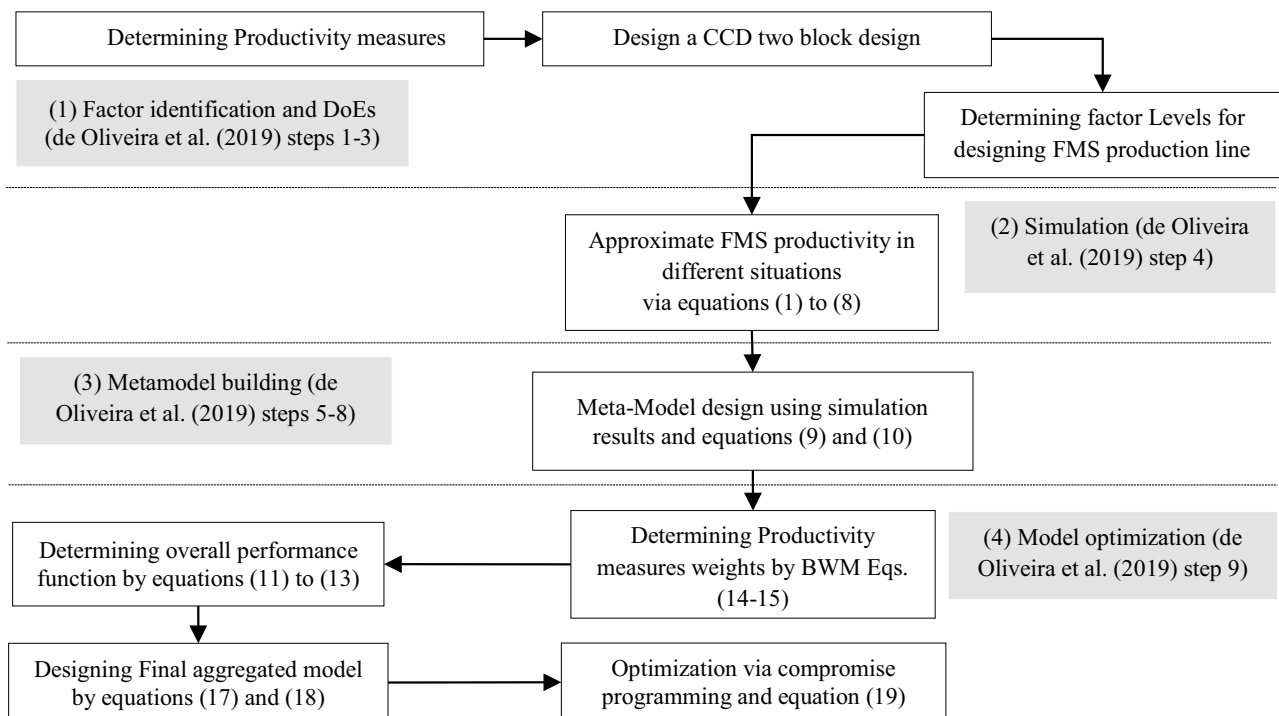 Determining Productivity measures
Design a CCD two block design
(1) Factor identification and DoEs
(de Oliveira et al. (2019) steps 1-3)
Determining factor Levels for
designing FMS production line
Approximate FMS productivity in
different situations
via equations (1) to (8)
(2) Simulation (de Oliveira
et al. (2019) step 4)
(3) Metamodel building (de
Oliveira et al. (2019) steps 5-8)
Meta-Model design using simulation
results and equations (9) and (10)
Determining Productivity
measures weights by BWM Eqs.
(14-15)
(4) Model optimization (de
Oliveira et al. (2019) step 9)
Determining overall performance
function by equations (11) to (13)
Designing Final aggregated model
by equations (17) and (18)
Optimization via compromise
programming and equation (19)